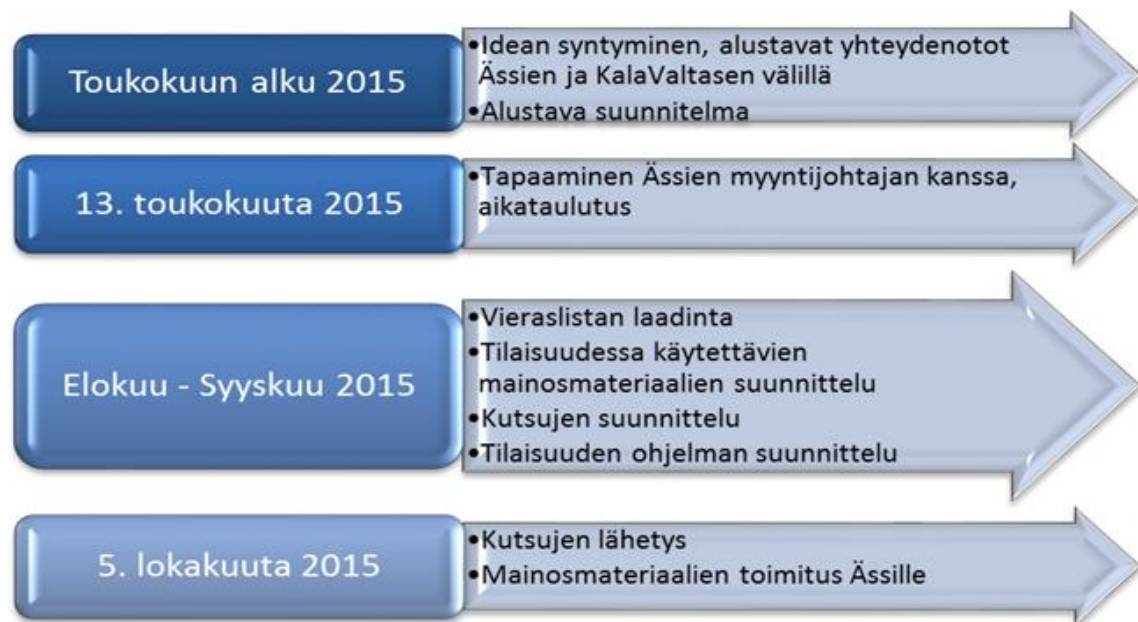 Toukokuun alku 2015
•Idean syntyminen, alustavat yhteydenotot
Ässien ja KalaValtasen välillä
•Alustava suunnitelma
13. toukokuuta 2015
•Tapaaminen Ässien myyntijohtajan kanssa,
aikataulutus
Elokuu - Syyskuu 2015
•Vieraslistan laadinta
•Tilaisuudessa käytettävien
mainosmateriaalien suunnittelu
•Kutsujen suunnittelu
•Tilaisuuden ohjelman suunnittelu
5. lokakuuta 2015
•Kutsujen lähetys
•Mainosmateriaalien toimitus Ässille